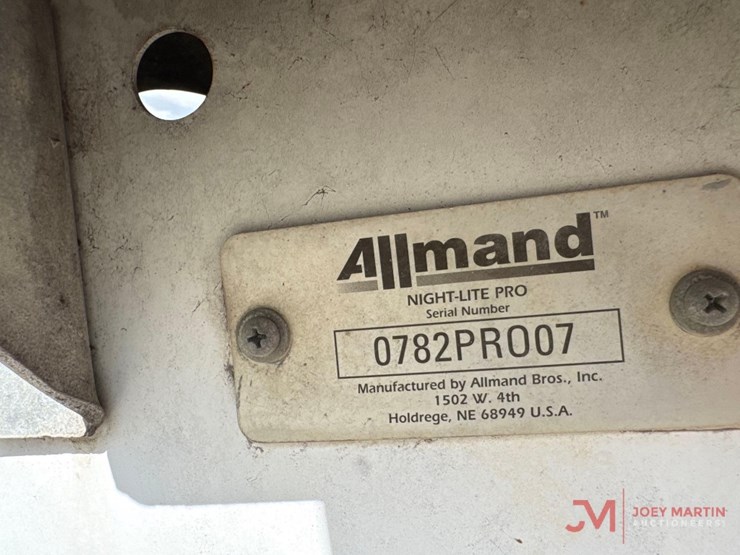 Allmand™
NIGHT-LITE PRO
Serial Number
0782PRO07
Manufactured by Allmand Bros., Inc.
1502 W. 4th
Holdrege, NE 68949 U.S.A.
JM JOEY MARTIN
AUCTIONEERS!